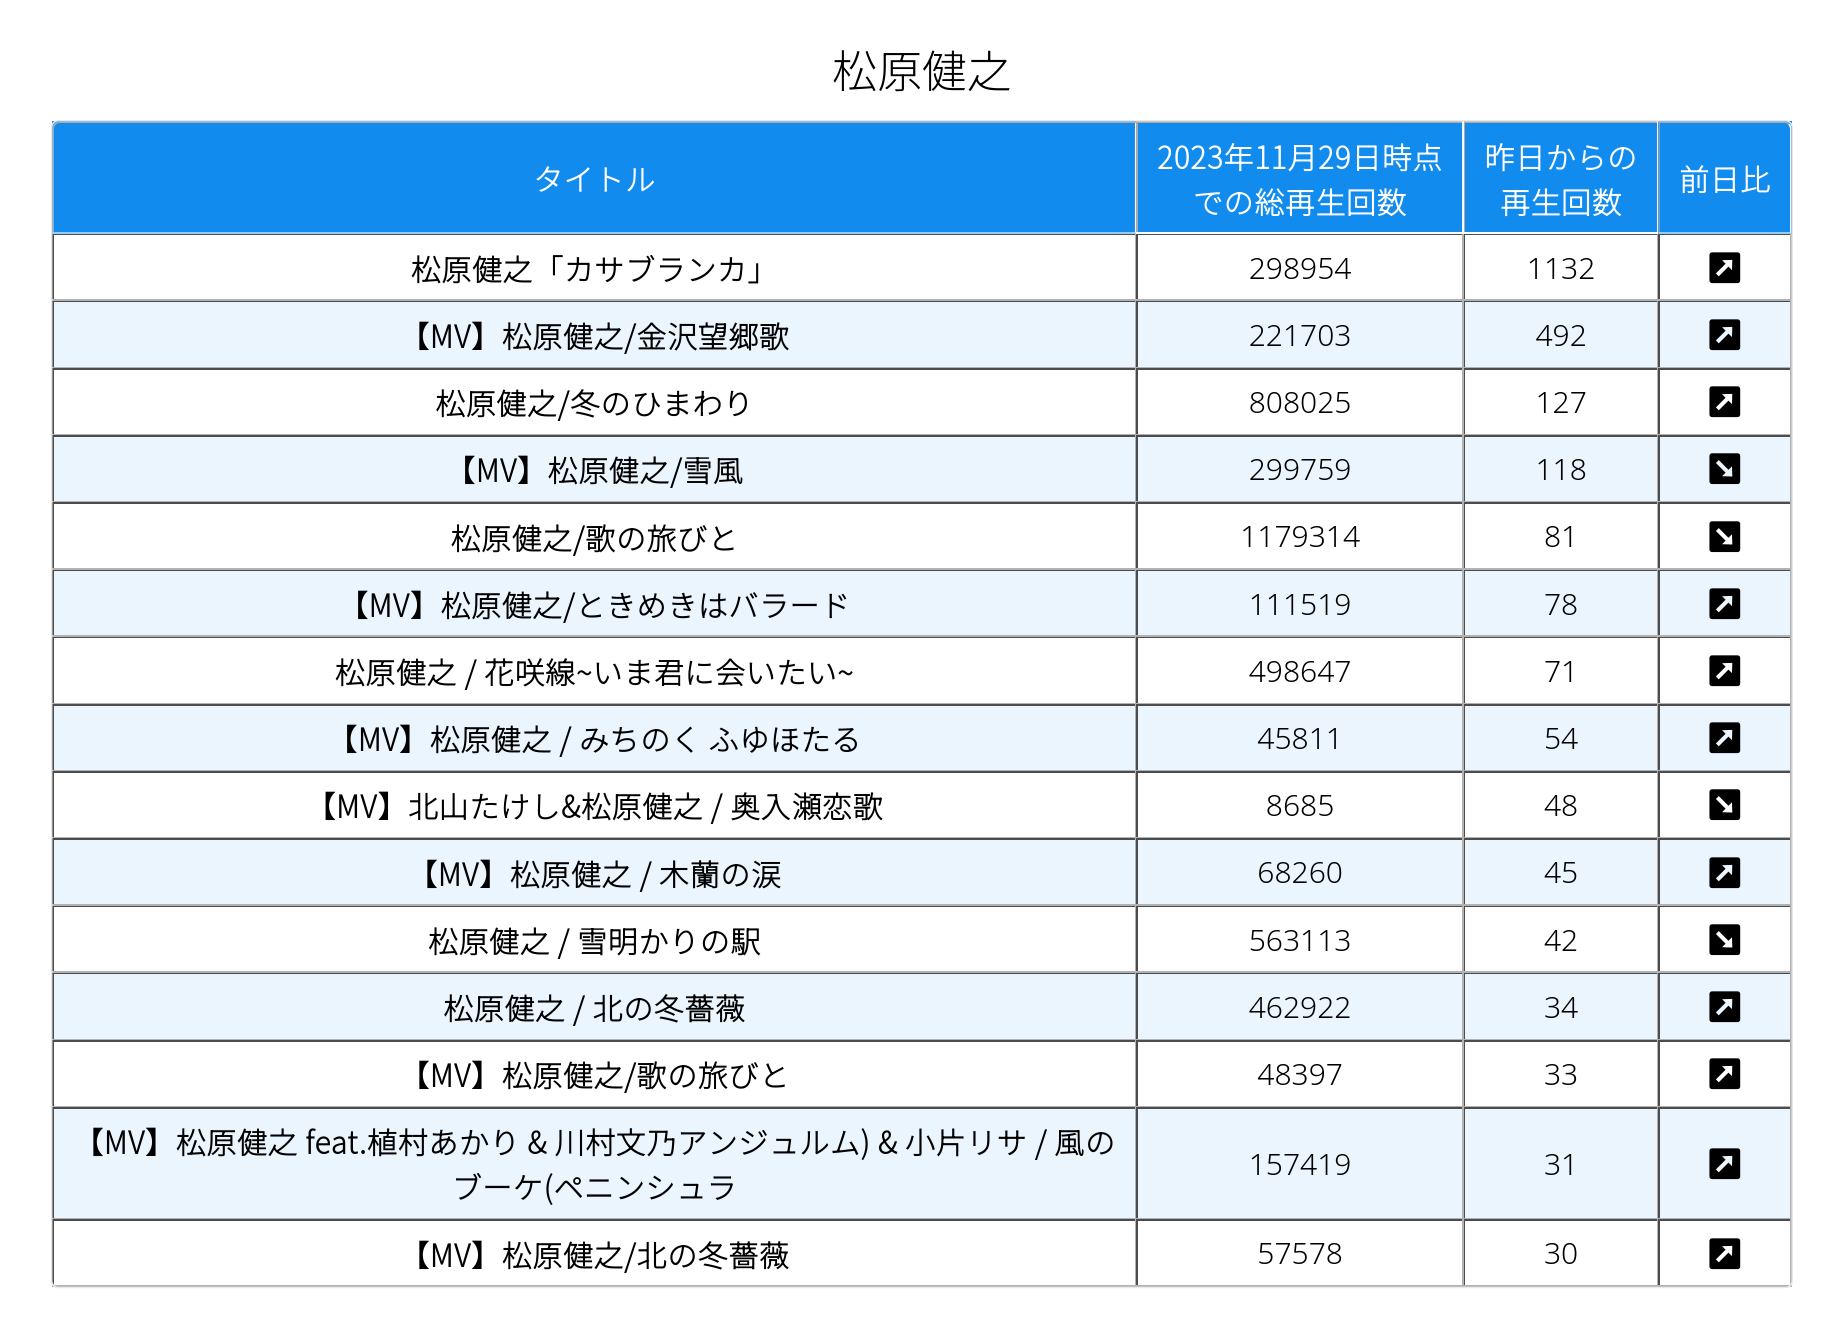 松原健之
タイトル
2023年11月29日時点
での総再生回数
昨日からの
再生回数
前日比
松原健之「カサブランカ」 298954 1132 ↗
【MV】松原健之/金沢望郷歌 221703 492 ↗
松原健之/冬のひまわり 808025 127 ↗
【MV】松原健之/雪風 299759 118 ↘
松原健之/歌の旅びと 1179314 81 ↘
【MV】松原健之/ときめきはバラード 111519 78 ↗
松原健之 / 花咲線~いま君に会いたい~ 498647 71 ↗
【MV】松原健之 / みちのく ふゆほたる 45811 54 ↗
【MV】北山たけし&松原健之 / 奥入瀬恋歌 8685 48 ↘
【MV】松原健之 / 木蘭の涙 68260 45 ↗
松原健之 / 雪明かりの駅 563113 42 ↘
松原健之 / 北の冬薔薇 462922 34 ↗
【MV】松原健之/歌の旅びと 48397 33 ↗
【MV】松原健之 feat.植村あかり & 川村文乃アンジュルム) & 小片リサ / 風の
ブーケ(ペニンシュラ 157419 31 ↗
【MV】松原健之/北の冬薔薇 57578 30 ↗